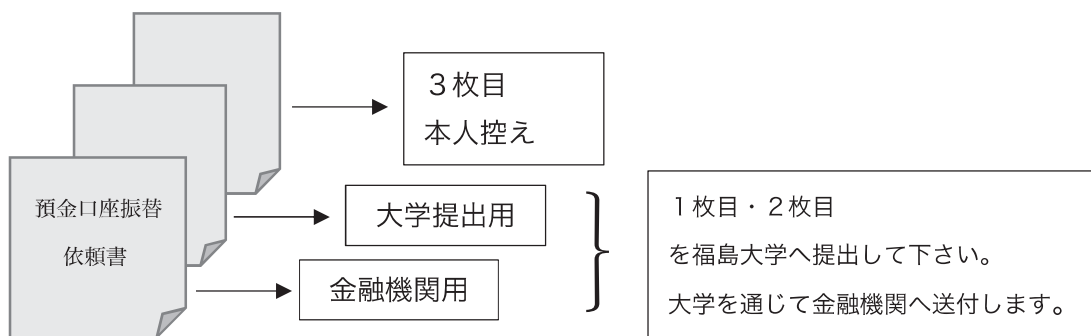 ３枚目
本人控え
預金口座振替
依頼書
大学提出用
金融機関用
１枚目・２枚目
を福島大学へ提出して下さい。
大学を通じて金融機関へ送付します。